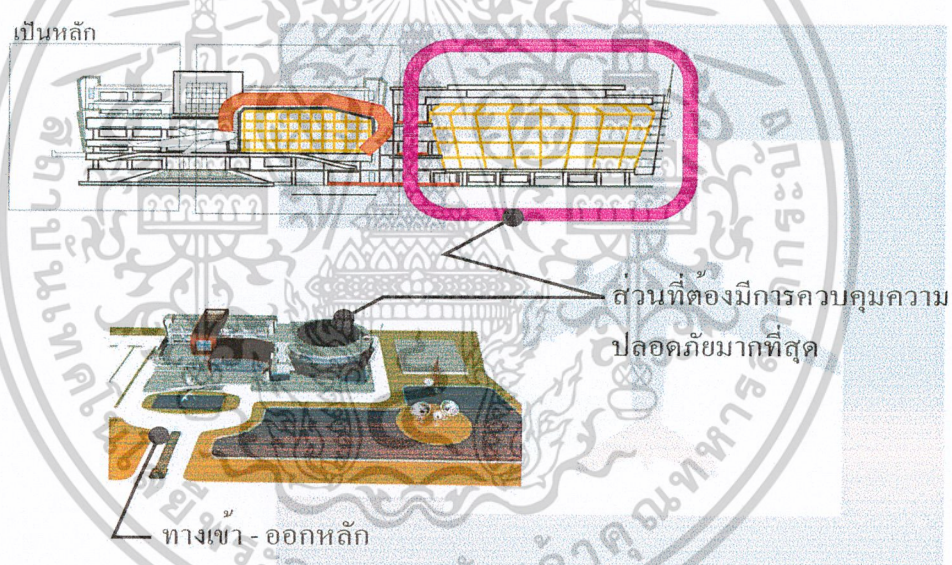 เป็นหลัก
ส่วนที่ต้องมีการควบคุมความ
ปลอดภัยมากที่สุด
ทางเข้า - ออกหลัก